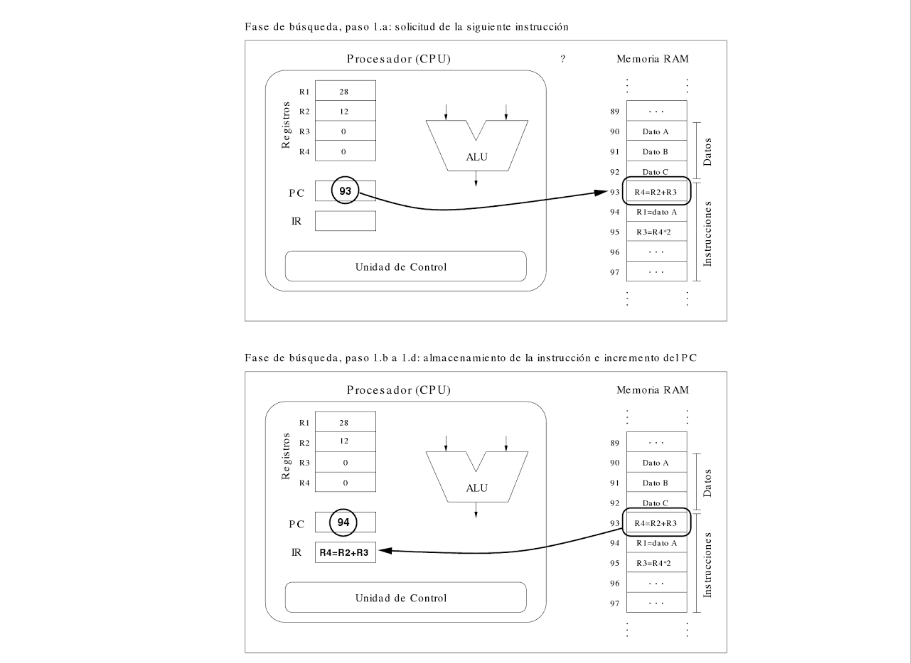 Fase de búsqueda, paso 1.a: solicitud de la siguiente instrucción
Procesador (CPU)
?
Memoria RAM
Registros
R1 28
R2 12
R3 0
R4 0
PC 93
IR
ALU
Unidad de Control
89 . . .
90 Dato A
91 Dato B
92 Dato C
93 R4=R2+R3
94 R1=dato A
95 R3=R4*2
96 . . .
97 . . .
Datos
Instrucciones
Fase de búsqueda, paso 1.b a 1.d: almacenamiento de la instrucción e incremento del PC
Procesador (CPU)
Memoria RAM
Registros
R1 28
R2 12
R3 0
R4 0
PC 94
IR R4=R2+R3
ALU
Unidad de Control
89 . . .
90 Dato A
91 Dato B
92 Dato C
93 R4=R2+R3
94 R1=dato A
95 R3=R4*2
96 . . .
97 . . .
Datos
Instrucciones